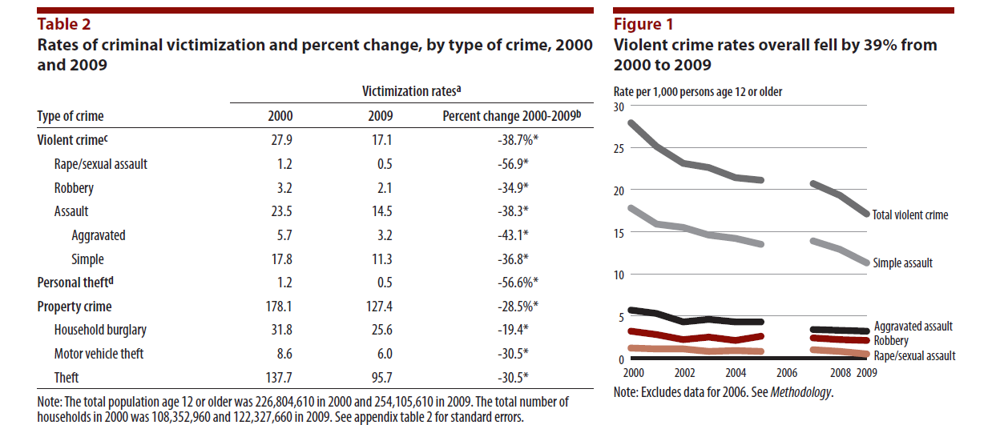 Table 2
Rates of criminal victimization and percent change, by type of crime, 2000
and 2009
Victimization ratesa
Type of crime 2000 2009 Percent change 2000-2009b
Violent crimec 27.9 17.1 -38.7%*
Rape/sexual assault 1.2 0.5 -56.9*
Robbery 3.2 2.1 -34.9*
Assault 23.5 14.5 -38.3*
Aggravated 5.7 3.2 -43.1*
Simple 17.8 11.3 -36.8*
Personal theftd 1.2 0.5 -56.6%*
Property crime 178.1 127.4 -28.5%*
Household burglary 31.8 25.6 -19.4*
Motor vehicle theft 8.6 6.0 -30.5*
Theft 137.7 95.7 -30.5*
Note: The total population age 12 or older was 226,804,610 in 2000 and 254,105,610 in 2009. The total number of
households in 2000 was 108,352,960 and 122,327,660 in 2009. See appendix table 2 for standard errors.
Figure 1
Violent crime rates overall fell by 39% from
2000 to 2009
Rate per 1,000 persons age 12 or older
30
25
20
Total violent crime
15
Simple assault
10
5
Aggravated assault
Robbery
Rape/sexual assault
0
2000 2002 2004 2006 2008 2009
Note: Excludes data for 2006. See Methodology.